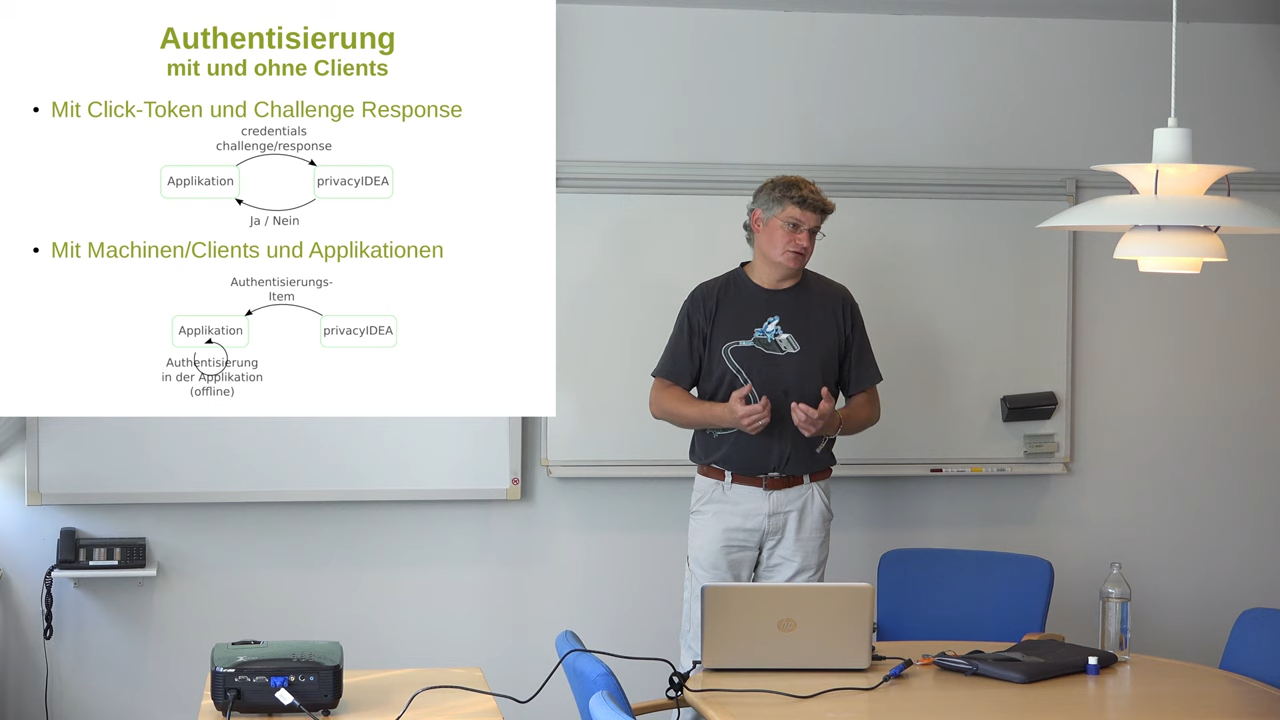 Authentisierung
mit und ohne Clients
• Mit Click-Token und Challenge Response
credentials
challenge/response
Applikation
privacyIDEA
Ja / Nein
• Mit Machinen/Clients und Applikationen
Authentisierungs-
Item
Applikation
privacyIDEA
Authentisierung
in der Applikation
(offline)
hp